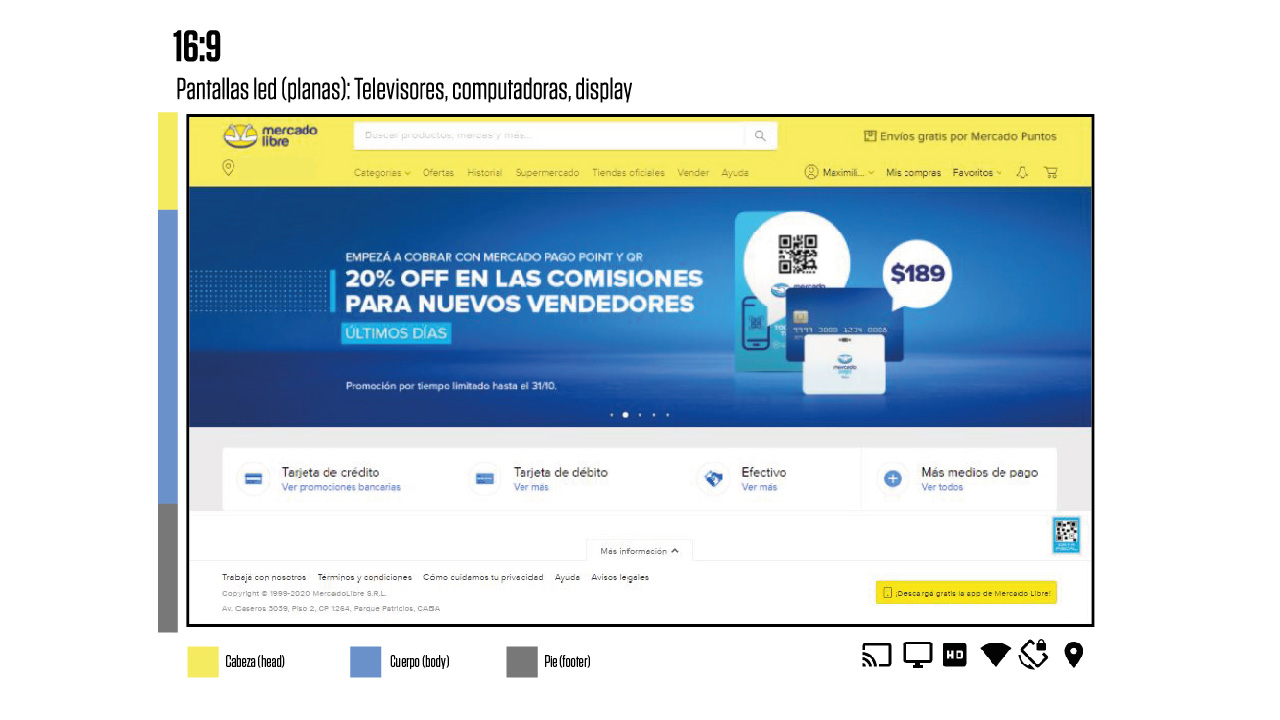 16:9
Pantallas led (planas): Televisores, computadoras, display
mercado
libre
Buscar productos, marcas y más...
Envíos gratis por Mercado Puntos
Categorías Ofertas Historial Supermercado Tiendas oficiales Vender Ayuda
Maximili... Mis compras Favoritos
EMPEZÁ A COBRAR CON MERCADO PAGO POINT Y QR
20% OFF EN LAS COMISIONES
PARA NUEVOS VENDEDORES
ÚLTIMOS DÍAS
Promoción por tiempo limitado hasta el 31/10.
$189
mercado
mercado
pago
Tarjeta de crédito
Ver promociones bancarias
Tarjeta de débito
Ver más
Efectivo
Ver más
Más medios de pago
Ver todos
DATA
FISCAL
Más información
Trabaja con nosotros Términos y condiciones Cómo cuidamos tu privacidad Ayuda Avisos legales
Copyright © 1999-2020 MercadoLibre S.R.L.
Av. Caseros 3039, Piso 2, CP 1264, Parque Patricios, CABA
¡Descargá gratis la app de Mercado Libre!
Cabeza (head)
Cuerpo (body)
Pie (footer)
HD